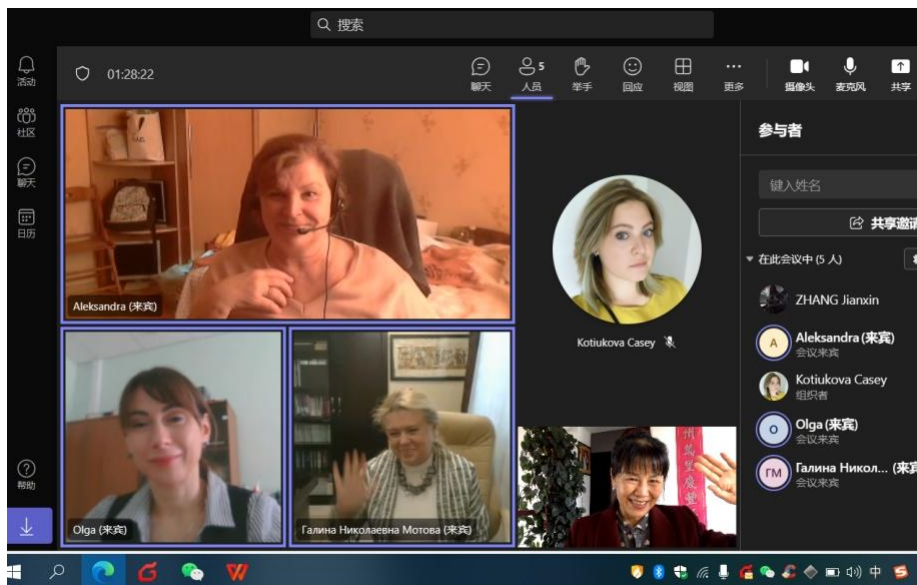 搜索
活动
社区
聊天
日历
帮助
01:28:22
聊天
5
人员
举手
回应
视图
更多
摄像头
麦克风
共享
Aleksandra (来宾)
Kotiukova Casey
Olga (来宾)
Галина Николаевна Мотова (来宾)
参与者
键入姓名
共享邀请
在此会议中 (5 人)
ZHANG Jianxin
A
Aleksandra (来宾)
会议来宾
Kotiukova Casey
组织者
O
Olga (来宾)
会议来宾
ГМ
Галина Никол... (来宾
会议来宾
中